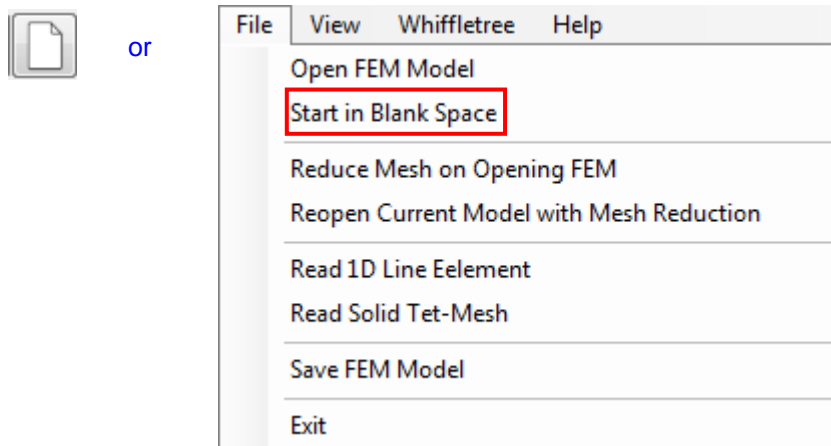 or
File View Whiffletree Help
Open FEM Model
Start in Blank Space
Reduce Mesh on Opening FEM
Reopen Current Model with Mesh Reduction
Read 1D Line Eelement
Read Solid Tet-Mesh
Save FEM Model
Exit